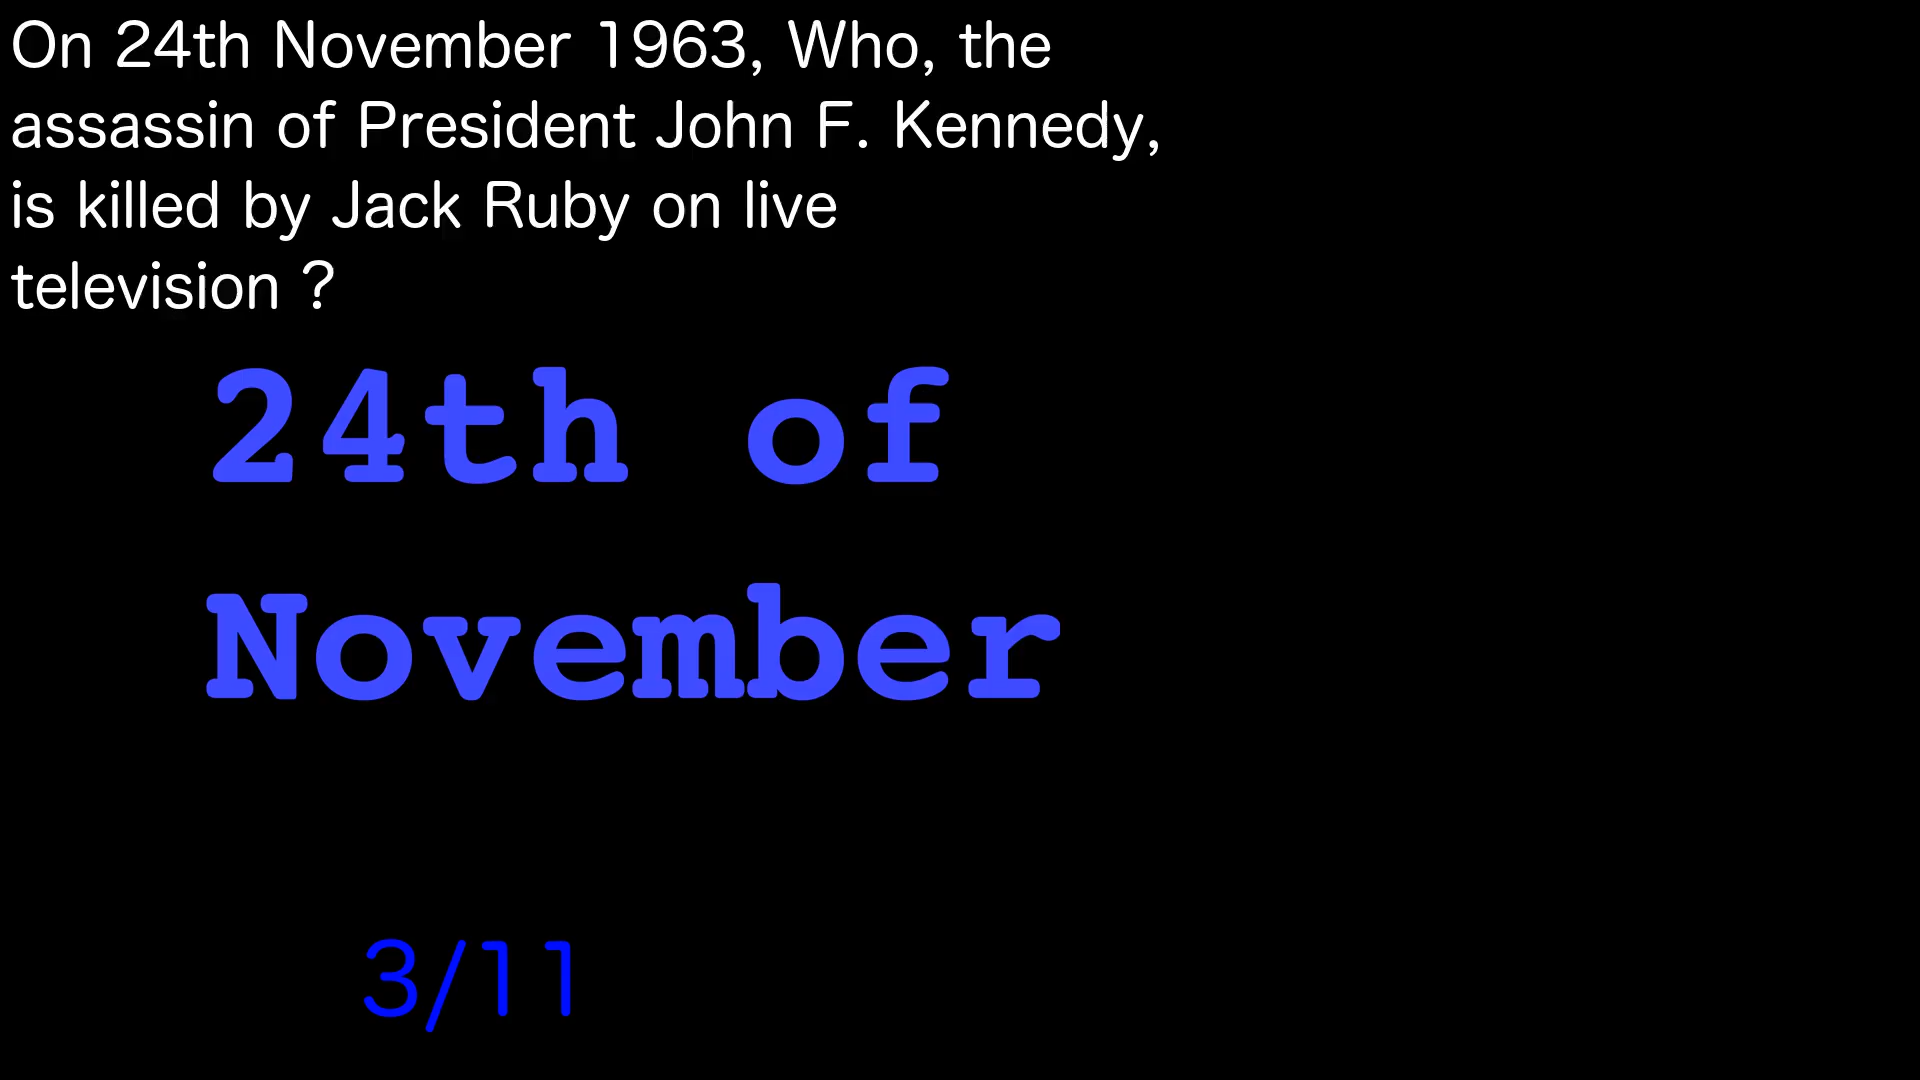 On 24th November 1963, Who, the
assassin of President John F. Kennedy,
is killed by Jack Ruby on live
television ?
24th of
November
3/11